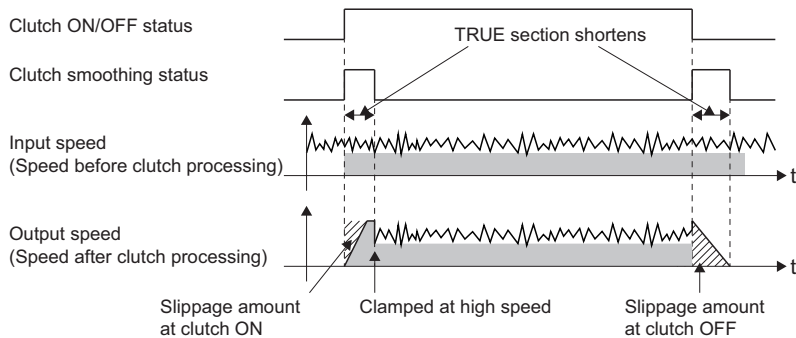 Clutch ON/OFF status
TRUE section shortens
Clutch smoothing status
Input speed
(Speed before clutch processing)
t
Output speed
(Speed after clutch processing)
t
Slippage amount
at clutch ON
Clamped at high speed
Slippage amount
at clutch OFF